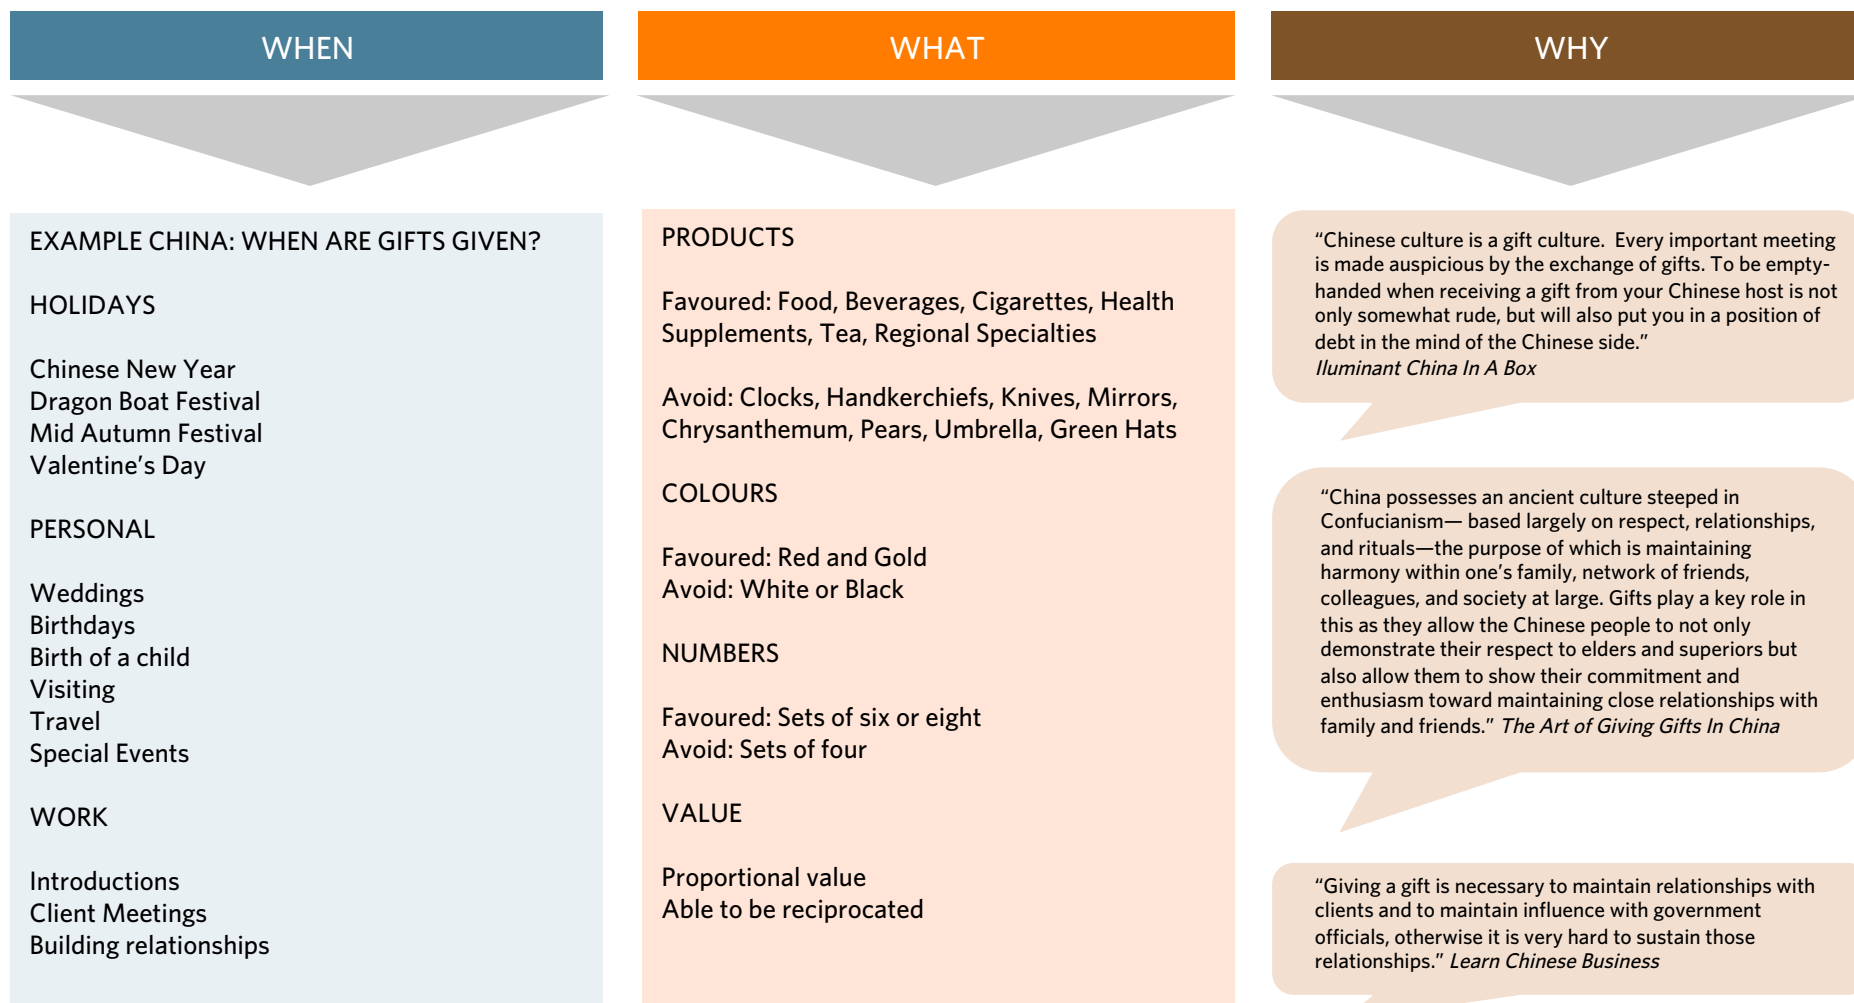 WHEN
EXAMPLE CHINA: WHEN ARE GIFTS GIVEN?
HOLIDAYS
Chinese New Year
Dragon Boat Festival
Mid Autumn Festival
Valentine’s Day
PERSONAL
Weddings
Birthdays
Birth of a child
Visiting
Travel
Special Events
WORK
Introductions
Client Meetings
Building relationships
WHAT
PRODUCTS
Favoured: Food, Beverages, Cigarettes, Health
Supplements, Tea, Regional Specialties
Avoid: Clocks, Handkerchiefs, Knives, Mirrors,
Chrysanthemum, Pears, Umbrella, Green Hats
COLOURS
Favoured: Red and Gold
Avoid: White or Black
NUMBERS
Favoured: Sets of six or eight
Avoid: Sets of four
VALUE
Proportional value
Able to be reciprocated
WHY
“Chinese culture is a gift culture.  Every important meeting
is made auspicious by the exchange of gifts. To be empty-
handed when receiving a gift from your Chinese host is not
only somewhat rude, but will also put you in a position of
debt in the mind of the Chinese side.”
Iluminant China In A Box
“China possesses an ancient culture steeped in
Confucianism— based largely on respect, relationships,
and rituals—the purpose of which is maintaining
harmony within one’s family, network of friends,
colleagues, and society at large. Gifts play a key role in
this as they allow the Chinese people to not only
demonstrate their respect to elders and superiors but
also allow them to show their commitment and
enthusiasm toward maintaining close relationships with
family and friends.” The Art of Giving Gifts In China
“Giving a gift is necessary to maintain relationships with
clients and to maintain influence with government
officials, otherwise it is very hard to sustain those
relationships.” Learn Chinese Business